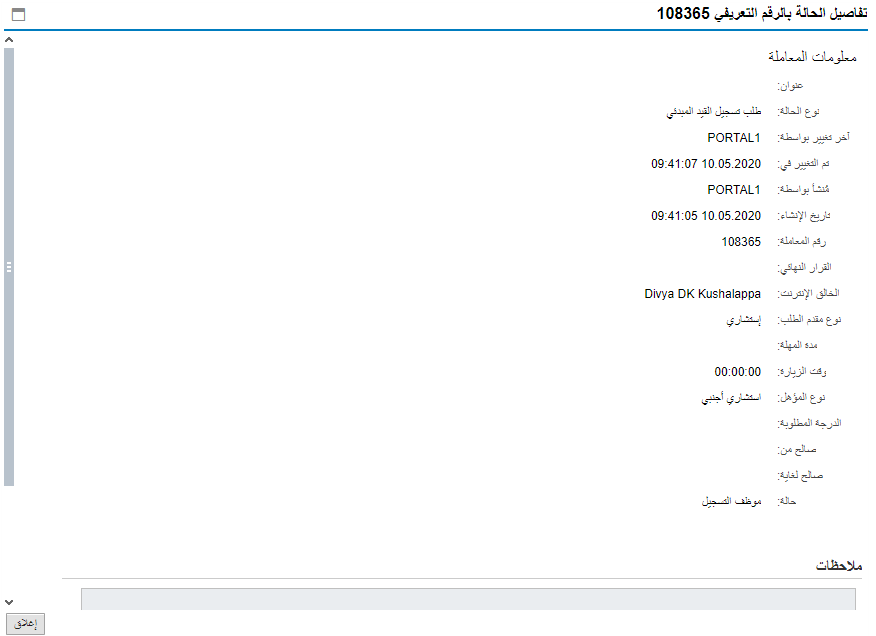 تفاصيل الحالة بالرقم التعريفي 108365
معلومات المعاملة
عنوان:
نوع الحالة: طلب تسجيل القيد المبدئي
آخر تغيير بواسطة: PORTAL1
تم التغيير في: 10.05.2020 09:41:07
مُنشأ بواسطة: PORTAL1
تاريخ الإنشاء: 10.05.2020 09:41:05
رقم المعاملة: 108365
القرار النهائي:
الخالق الإنترنت: Divya DK Kushalappa
نوع مقدم الطلب: إستشاري
مدة المهلة:
وقت الزيارة: 00:00:00
نوع المؤهل: استشاري أجنبي
الدرجة المطلوبة:
صالح من:
صالح لغاية:
حالة: موظف التسجيل
ملاحظات
إغلاق